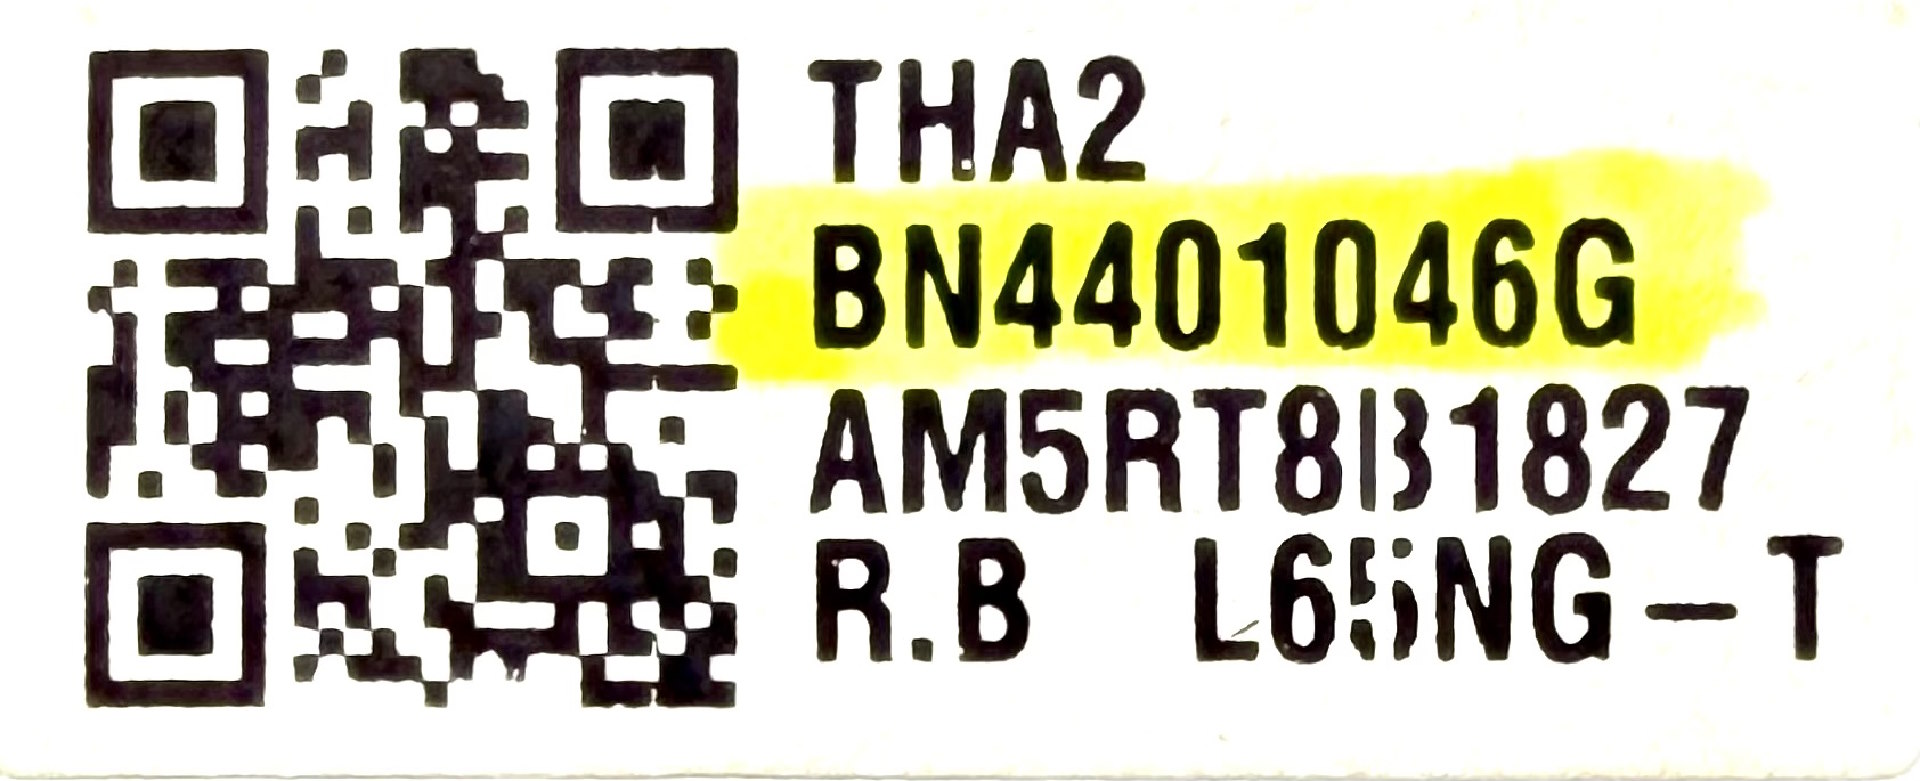 THA2
BN4401046G
AM5RT8B1827
R.B L65NG-T